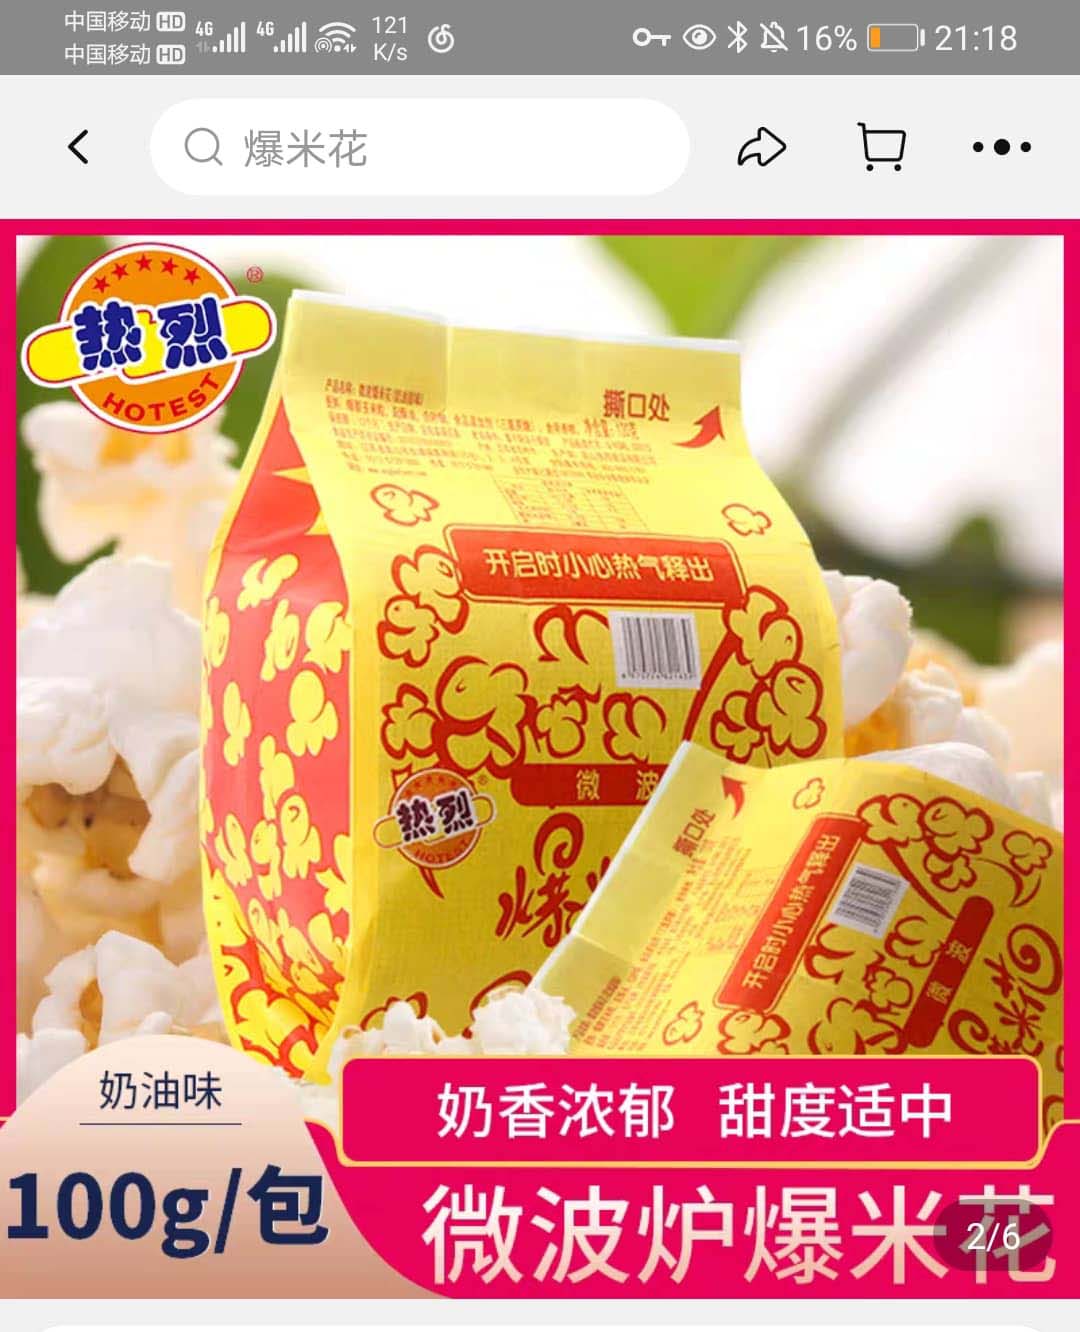 中国移动 HD 4G 4G 121 16% 21:18
中国移动 HD K/s
爆米花
热烈
®
HOTEST
撕口处
开启时小心热气释出
微波
热烈
HOTEST
撕口处
开启时小心热气释出
微波
奶油味
100g/包
奶香浓郁 甜度适中
微波炉爆米花
2/6